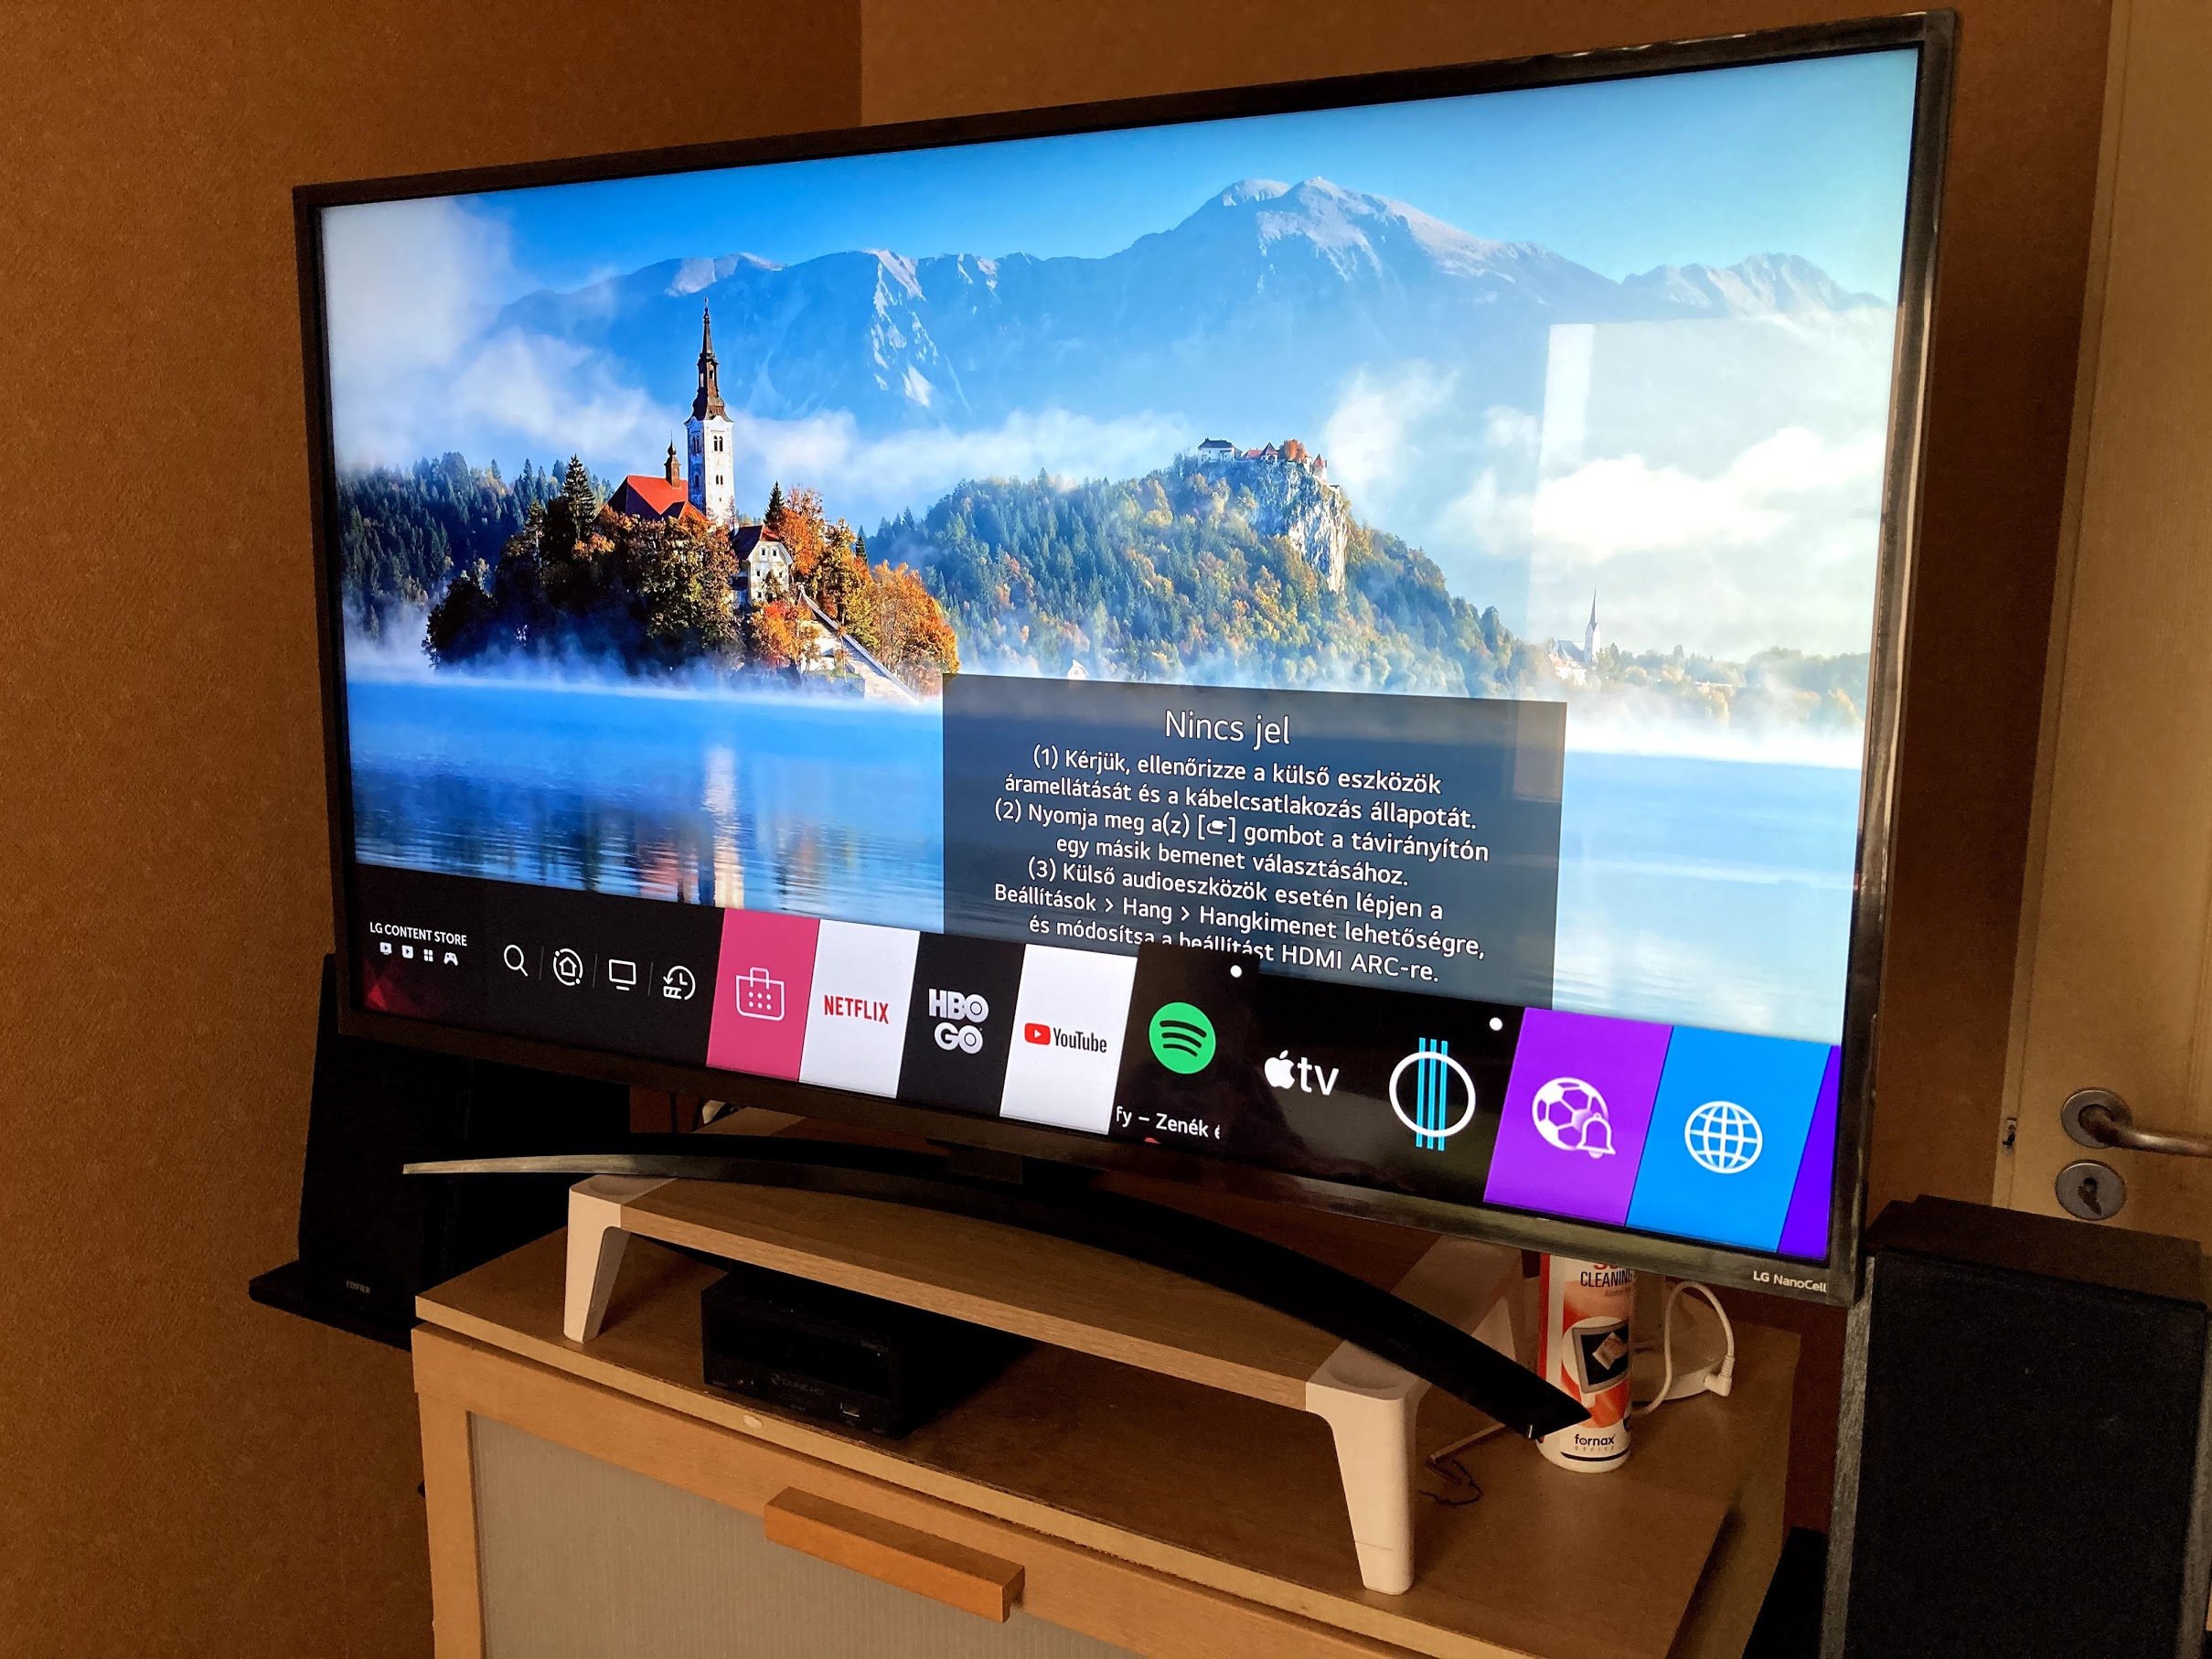 Nincs jel
(1) Kérjük, ellenőrizze a külső eszközök
áramellátását és a kábelcsatlakozás állapotát.
(2) Nyomja meg a(z) [ ] gombot a távirányítón
egy másik bemenet választásához.
(3) Külső audioeszközök esetén lépjen a
Beállítások > Hang > Hangkimenet lehetőségre,
és módosítsa a beállítást HDMI ARC-re.
LG CONTENT STORE
NETFLIX
HBO
GO
YouTube
fy – Zenék é
tv
LG NanoCell
EDIFIER
CLEANING
fornax
OFFICE